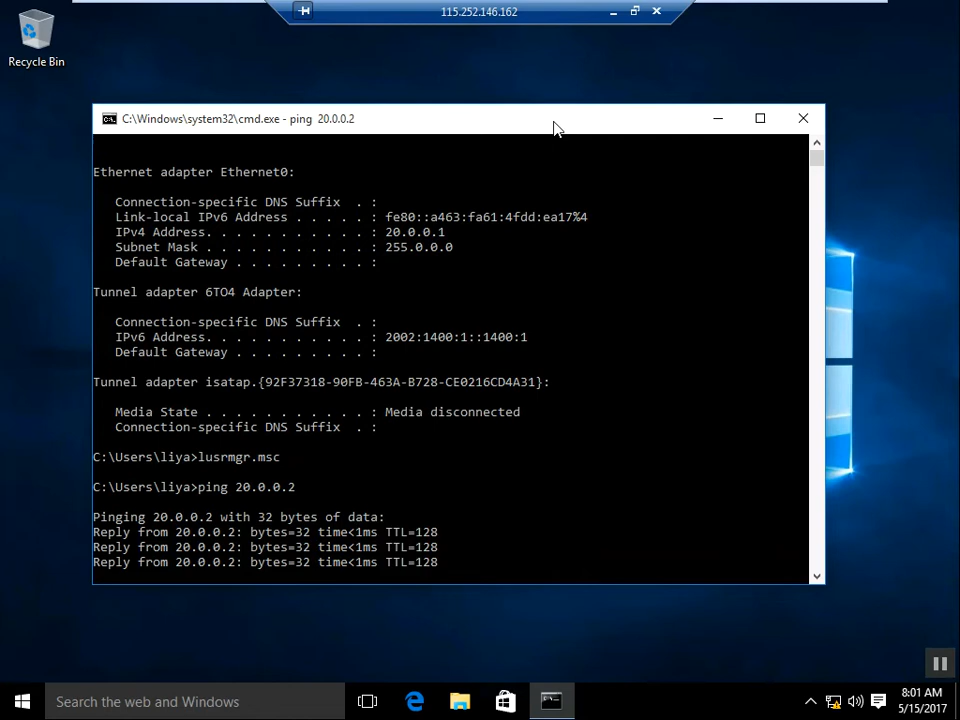 115.252.146.162
Recycle Bin
C:\Windows\system32\cmd.exe - ping 20.0.0.2
Ethernet adapter Ethernet0:
Connection-specific DNS Suffix . :
Link-local IPv6 Address . . . . . : fe80::a463:fa61:4fdd:ea17%4
IPv4 Address. . . . . . . . . . . : 20.0.0.1
Subnet Mask . . . . . . . . . . . : 255.0.0.0
Default Gateway . . . . . . . . . :
Tunnel adapter 6TO4 Adapter:
Connection-specific DNS Suffix . :
IPv6 Address. . . . . . . . . . . : 2002:1400:1::1400:1
Default Gateway . . . . . . . . . :
Tunnel adapter isatap.{92F37318-90FB-463A-B728-CE0216CD4A31}:
Media State . . . . . . . . . . . : Media disconnected
Connection-specific DNS Suffix . :
C:\Users\liya>lusrmgr.msc
C:\Users\liya>ping 20.0.0.2
Pinging 20.0.0.2 with 32 bytes of data:
Reply from 20.0.0.2: bytes=32 time<1ms TTL=128
Reply from 20.0.0.2: bytes=32 time<1ms TTL=128
Reply from 20.0.0.2: bytes=32 time<1ms TTL=128
Search the web and Windows
8:01 AM
5/15/2017